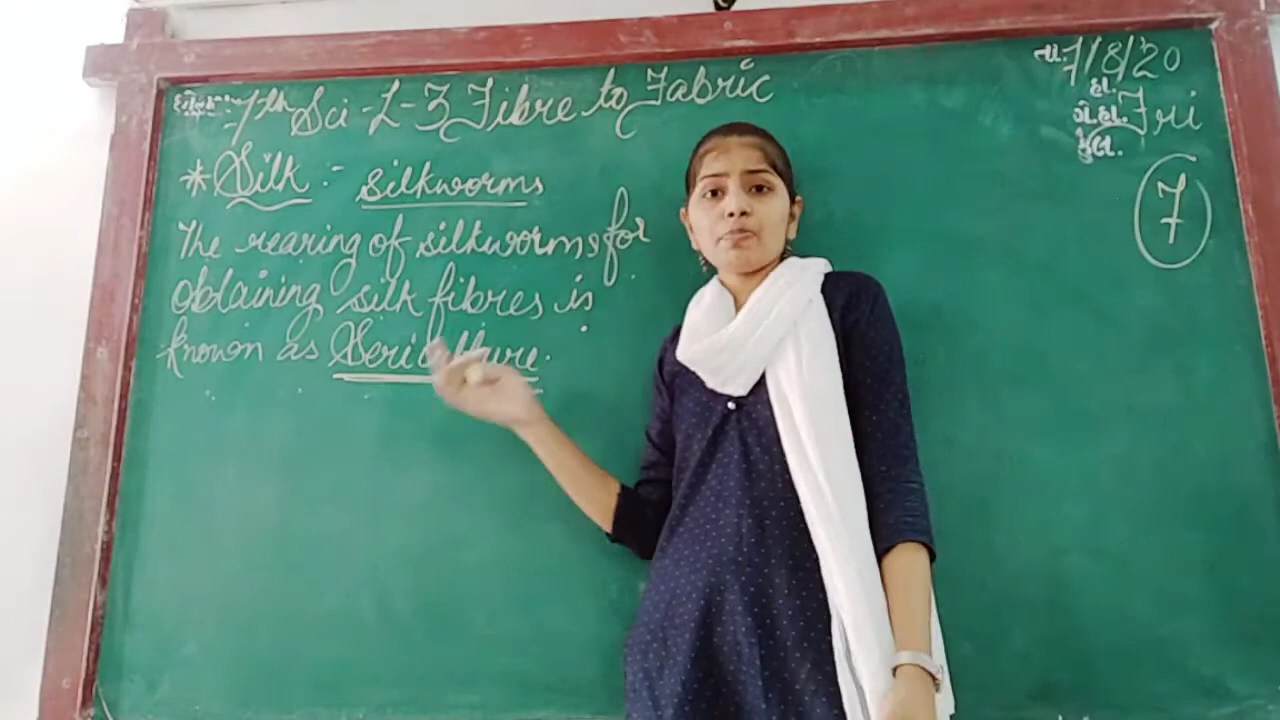 7th Sci-L-3 Fibre to Fabric
* Silk :- silkworms
The rearing of silkworms for
obtaining silk fibres is
known as Sericulture.
તા. 7/8/20
હા.
ગે.હા. Fri
કુલ.
7